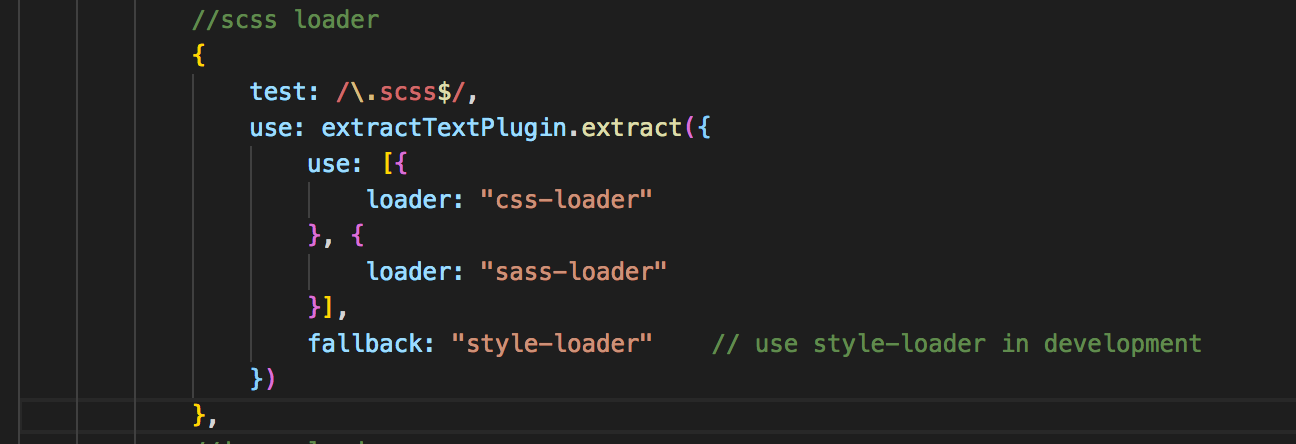 //scss loader
{
test: /\.scss$/,
use: extractTextPlugin.extract({
use: [{
loader: "css-loader"
}, {
loader: "sass-loader"
}],
fallback: "style-loader" // use style-loader in development
})
},